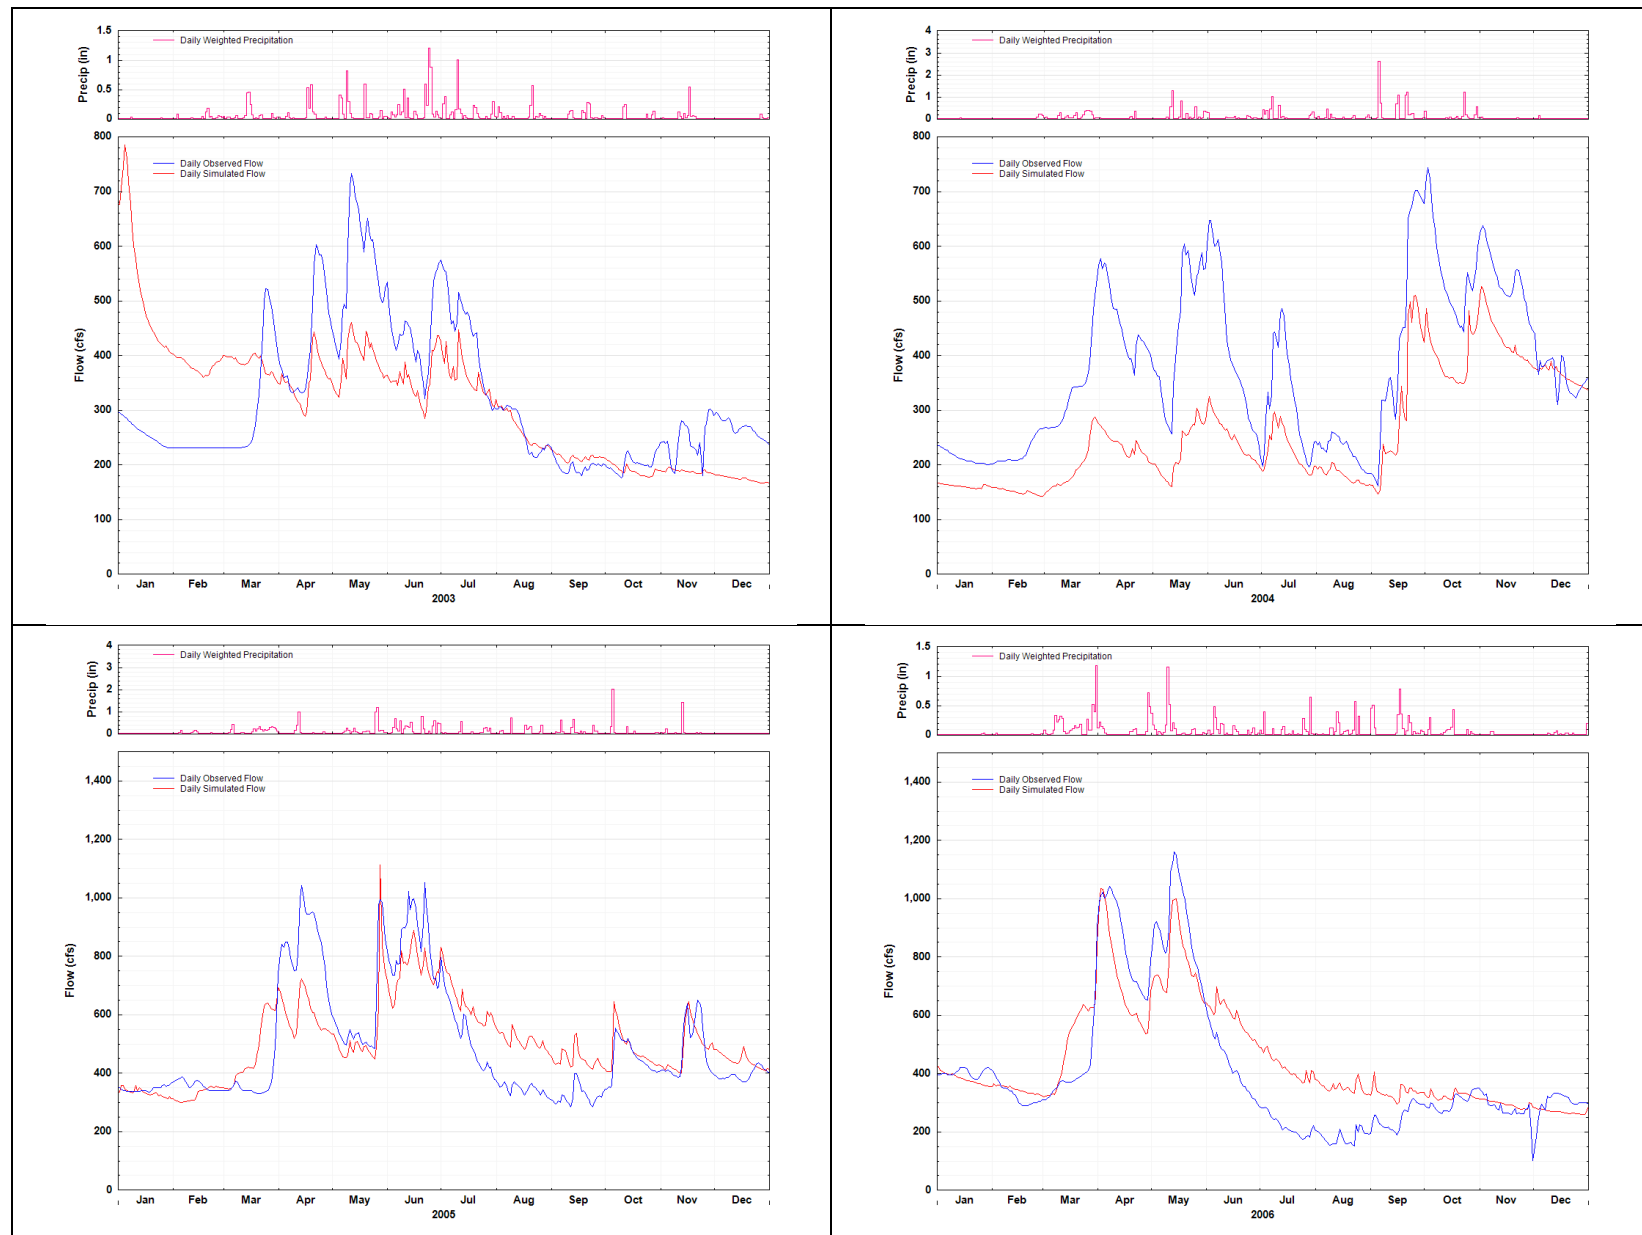 Daily Weighted Precipitation
Precip (in)
1.5
1
0.5
0
Daily Observed Flow
Daily Simulated Flow
Flow (cfs)
800
700
600
500
400
300
200
100
0
Jan Feb Mar Apr May Jun Jul Aug Sep Oct Nov Dec
2003
Daily Weighted Precipitation
Precip (in)
4
3
2
1
0
Daily Observed Flow
Daily Simulated Flow
Flow (cfs)
800
700
600
500
400
300
200
100
0
Jan Feb Mar Apr May Jun Jul Aug Sep Oct Nov Dec
2004
Daily Weighted Precipitation
Precip (in)
4
3
2
1
0
Daily Observed Flow
Daily Simulated Flow
Flow (cfs)
1,400
1,200
1,000
800
600
400
200
0
Jan Feb Mar Apr May Jun Jul Aug Sep Oct Nov Dec
2005
Daily Weighted Precipitation
Precip (in)
1.5
1
0.5
0
Daily Observed Flow
Daily Simulated Flow
Flow (cfs)
1,400
1,200
1,000
800
600
400
200
0
Jan Feb Mar Apr May Jun Jul Aug Sep Oct Nov Dec
2006